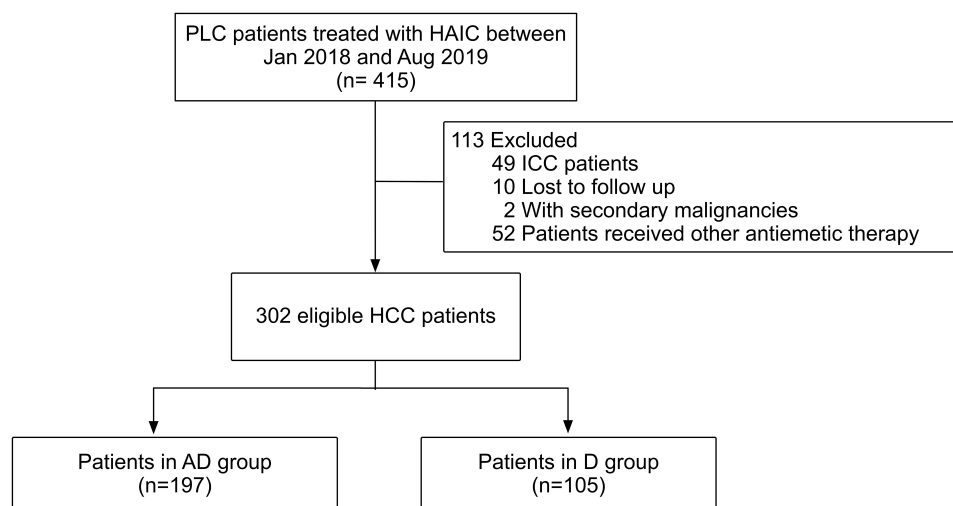 PLC patients treated with HAIC between
Jan 2018 and Aug 2019
(n= 415)
113 Excluded
49 ICC patients
10 Lost to follow up
2 With secondary malignancies
52 Patients received other antiemetic therapy
302 eligible HCC patients
Patients in AD group
(n=197)
Patients in D group
(n=105)